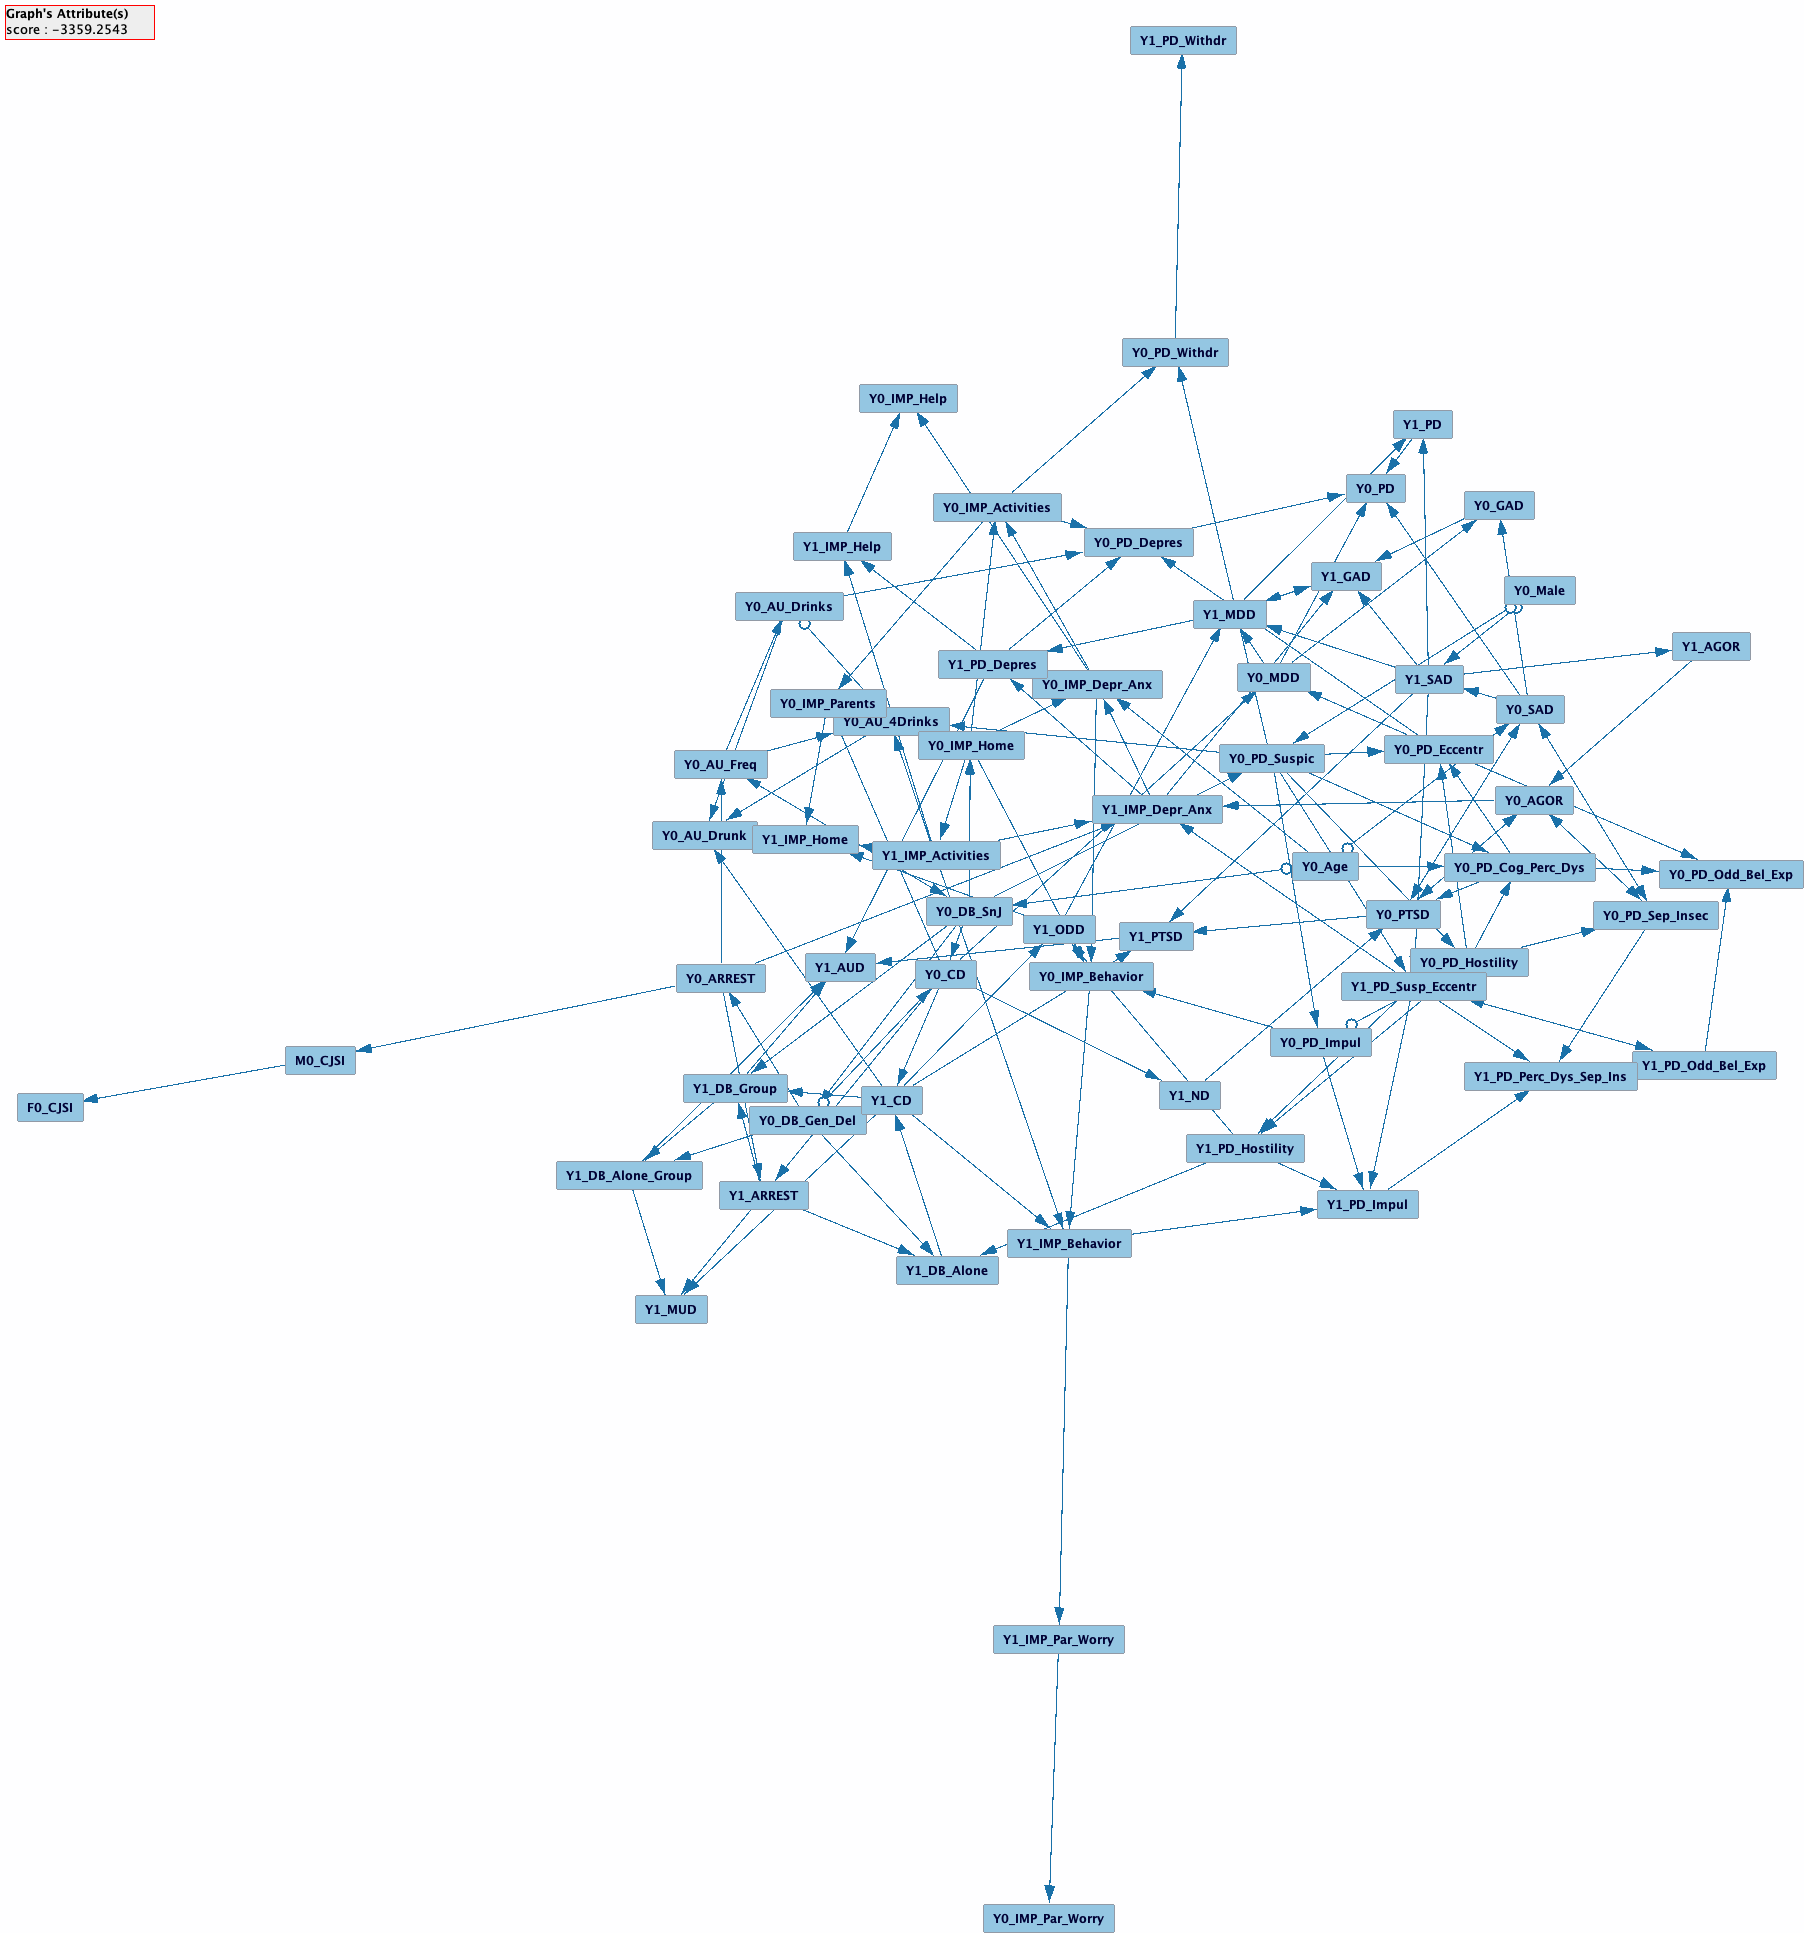 Graph's Attribute(s)
score : -3359.2543
Y1_PD_Withdr
Y0_PD_Withdr
Y0_IMP_Help
Y1_PD
Y0_PD
Y0_GAD
Y0_IMP_Activities
Y0_PD_Depres
Y1_IMP_Help
Y1_GAD
Y0_Male
Y0_AU_Drinks
Y1_MDD
Y1_AGOR
Y1_PD_Depres
Y0_IMP_Depr_Anx
Y0_MDD
Y1_SAD
Y0_IMP_Parents
Y0_AU_4Drinks
Y0_SAD
Y0_IMP_Home
Y0_PD_Eccentr
Y0_PD_Suspic
Y0_AU_Freq
Y0_AGOR
Y1_IMP_Depr_Anx
Y0_AU_Drunk
Y1_IMP_Home
Y1_IMP_Activities
Y0_Age
Y0_PD_Cog_Perc_Dys
Y0_PD_Odd_Bel_Exp
Y0_DB_SnJ
Y0_PTSD
Y0_PD_Sep_Insec
Y1_ODD
Y1_PTSD
Y0_PD_Hostility
Y1_AUD
Y0_CD
Y0_IMP_Behavior
Y0_ARREST
Y1_PD_Susp_Eccentr
Y0_PD_Impul
M0_CJSI
Y1_PD_Odd_Bel_Exp
Y1_PD_Perc_Dys_Sep_Ins
Y1_DB_Group
Y1_ND
Y1_CD
F0_CJSI
Y0_DB_Gen_Del
Y1_PD_Hostility
Y1_DB_Alone_Group
Y1_ARREST
Y1_PD_Impul
Y1_IMP_Behavior
Y1_DB_Alone
Y1_MUD
Y1_IMP_Par_Worry
Y0_IMP_Par_Worry